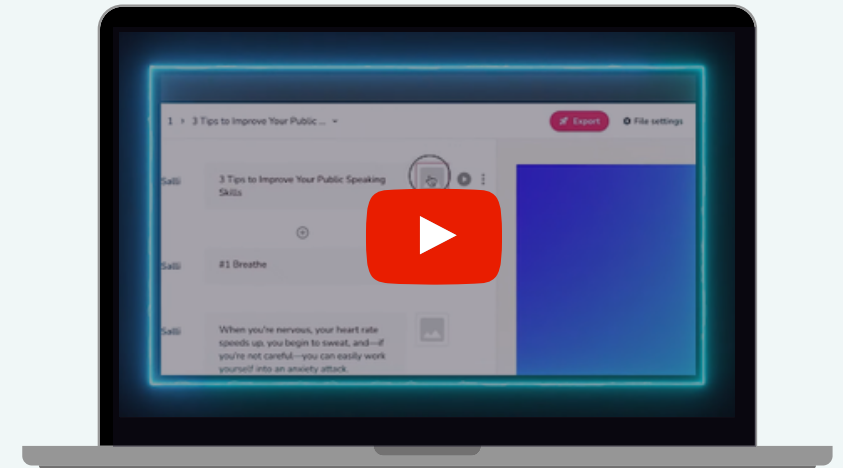 1 › 3 Tips to Improve Your Public ...
Export
File settings
Salli
3 Tips to Improve Your Public Speaking
Skills
Salli
#1 Breathe
Salli
When you're nervous, your heart rate
speeds up, you begin to sweat, and—if
you're not careful—you can easily work
yourself into an anxiety attack.